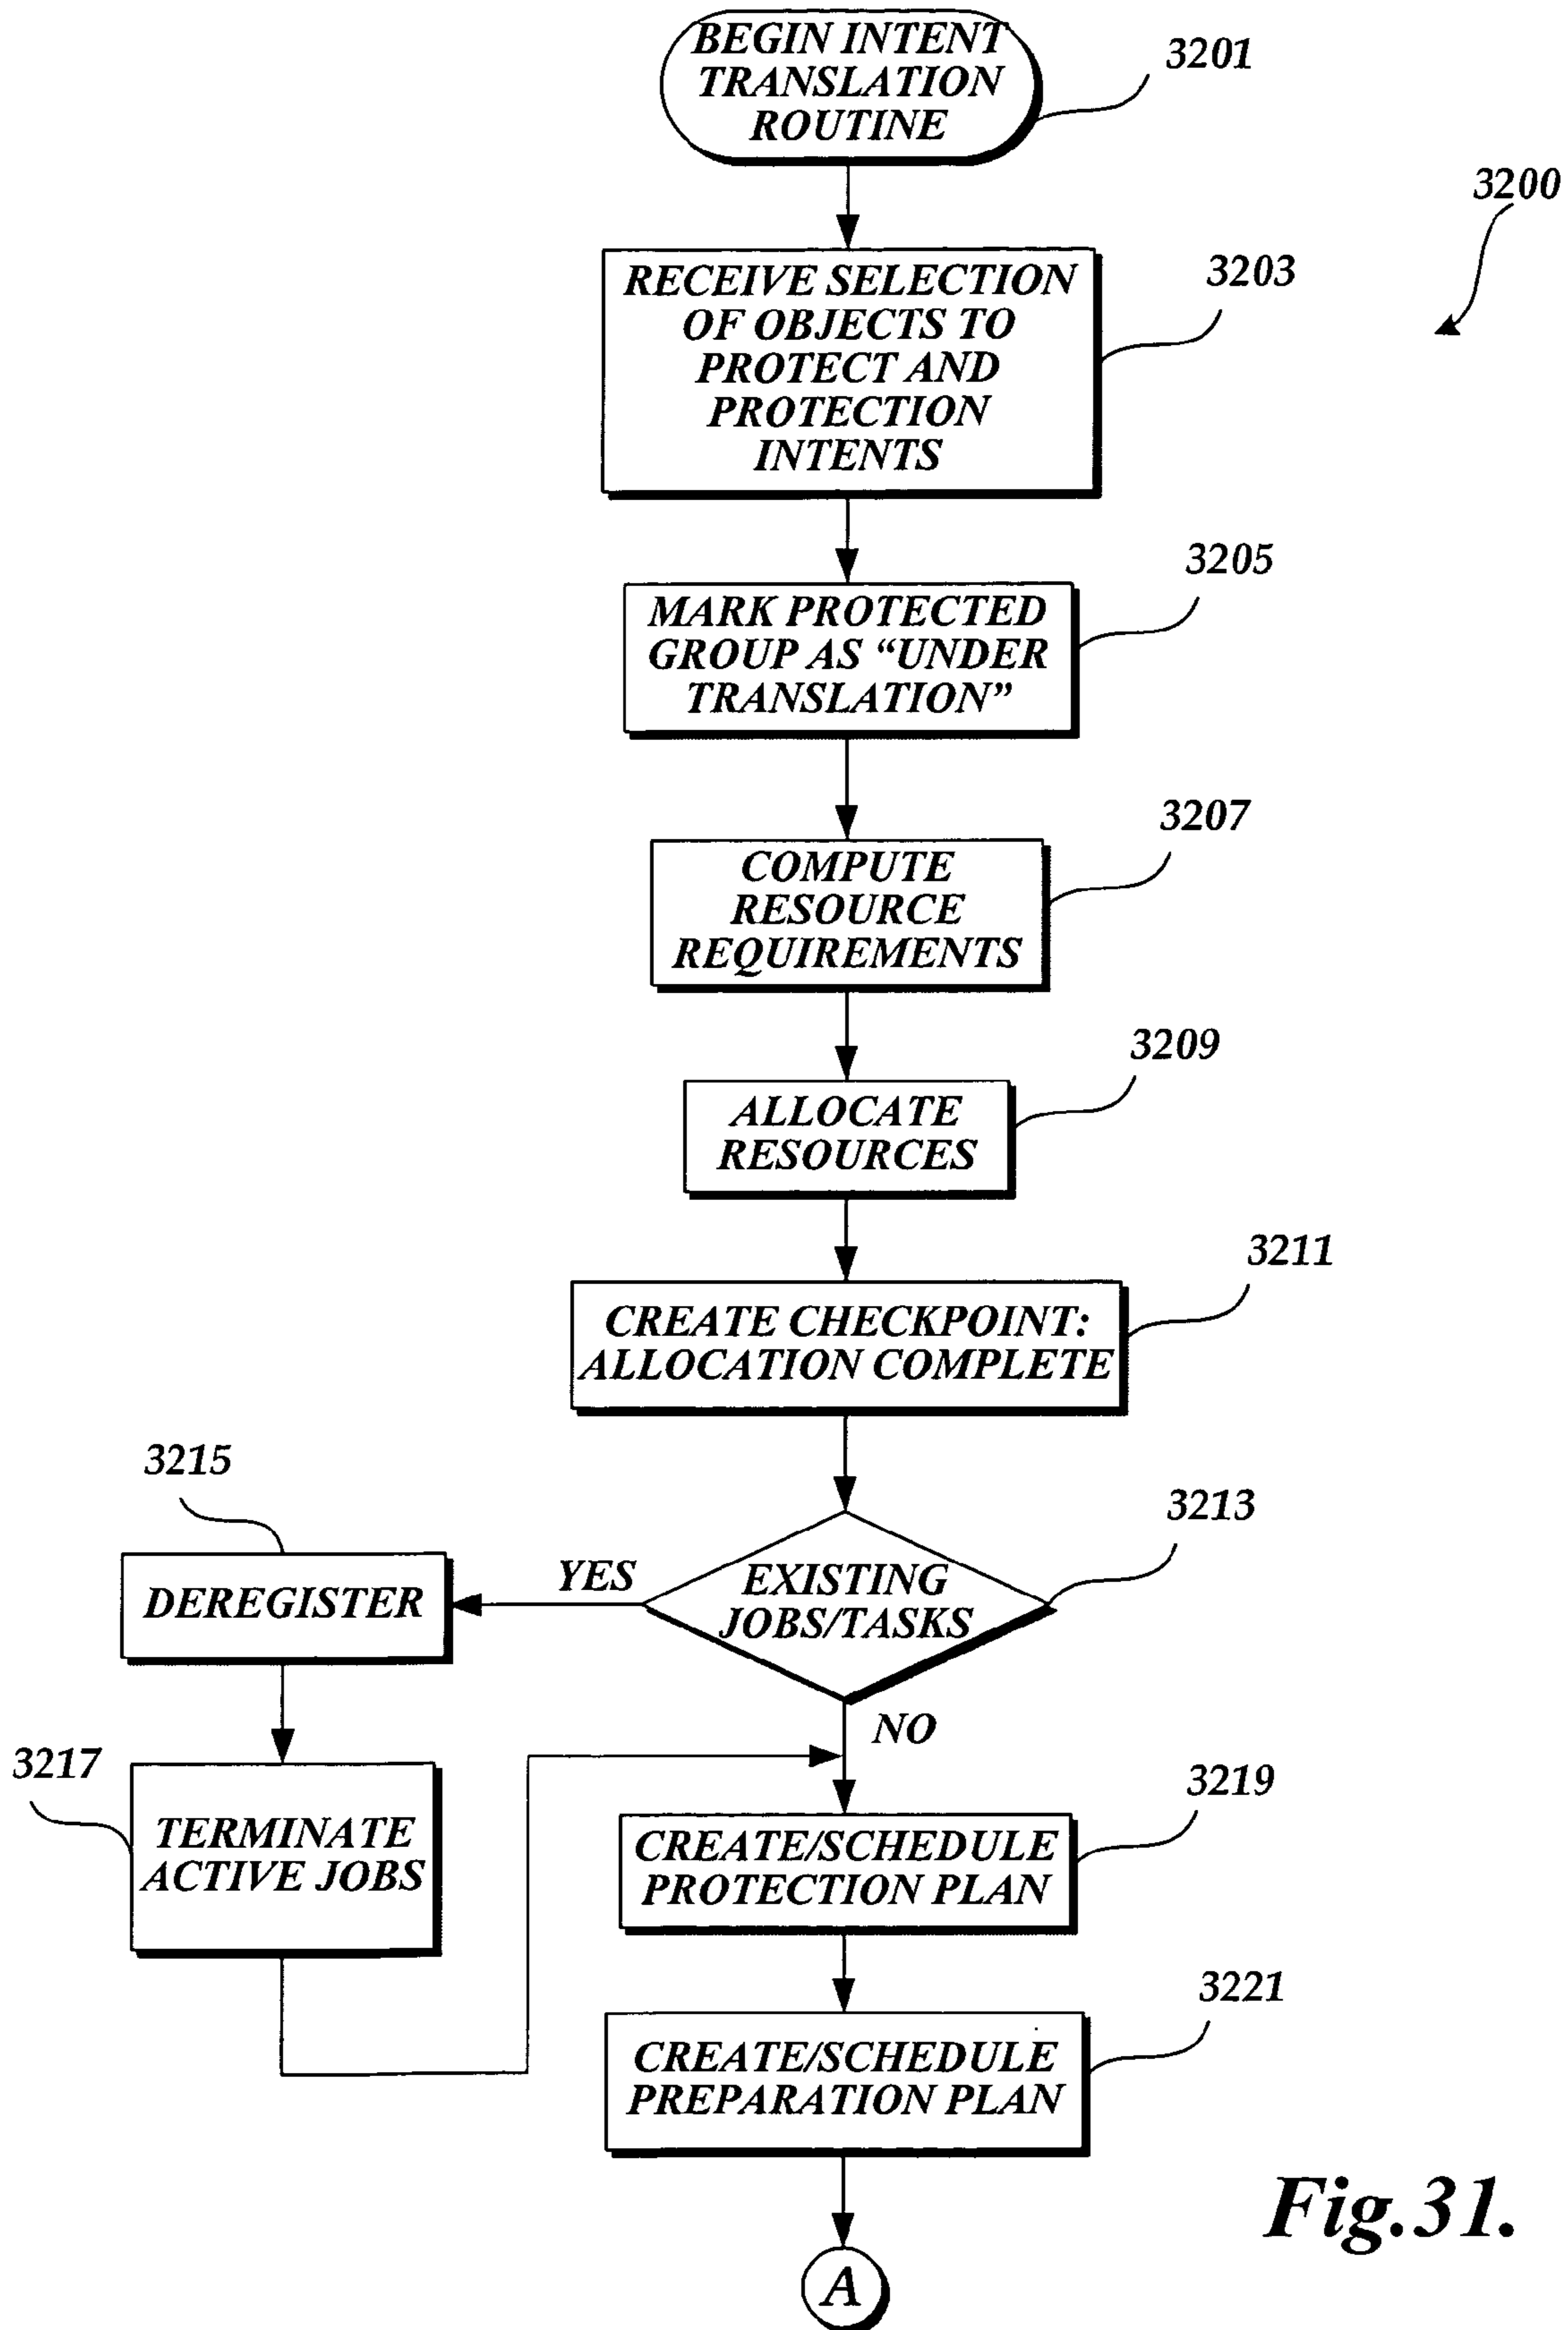 BEGIN INTENT
TRANSLATION
ROUTINE
3201
3200
RECEIVE SELECTION
OF OBJECTS TO
PROTECT AND
PROTECTION
INTENTS
3203
MARK PROTECTED
GROUP AS “UNDER
TRANSLATION”
3205
COMPUTE
RESOURCE
REQUIREMENTS
3207
ALLOCATE
RESOURCES
3209
CREATE CHECKPOINT:
ALLOCATION COMPLETE
3211
EXISTING
JOBS/TASKS
3213
YES
DEREGISTER
3215
NO
TERMINATE
ACTIVE JOBS
3217
CREATE/SCHEDULE
PROTECTION PLAN
3219
CREATE/SCHEDULE
PREPARATION PLAN
3221
A
Fig.31.